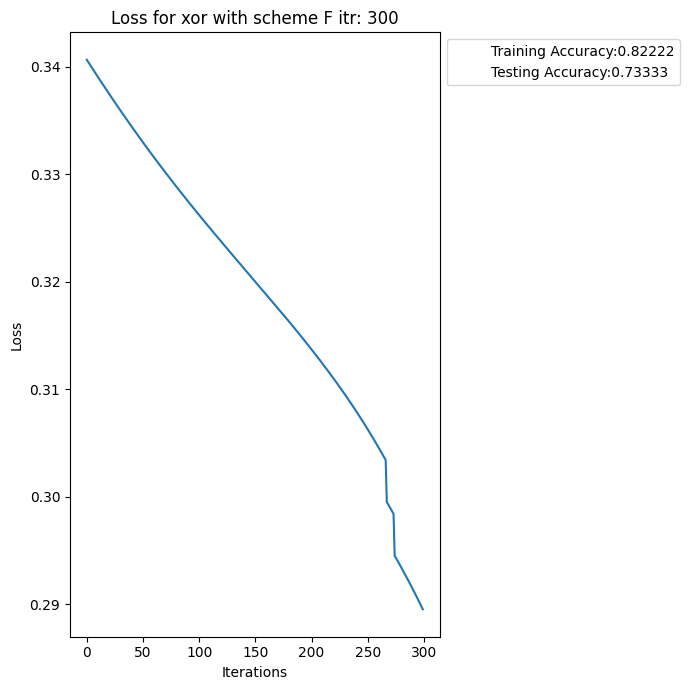 Loss for xor with scheme F itr: 300
Training Accuracy:0.82222
Testing Accuracy:0.73333
0.34
0.33
0.32
0.31
0.30
0.29
Loss
0 50 100 150 200 250 300
Iterations